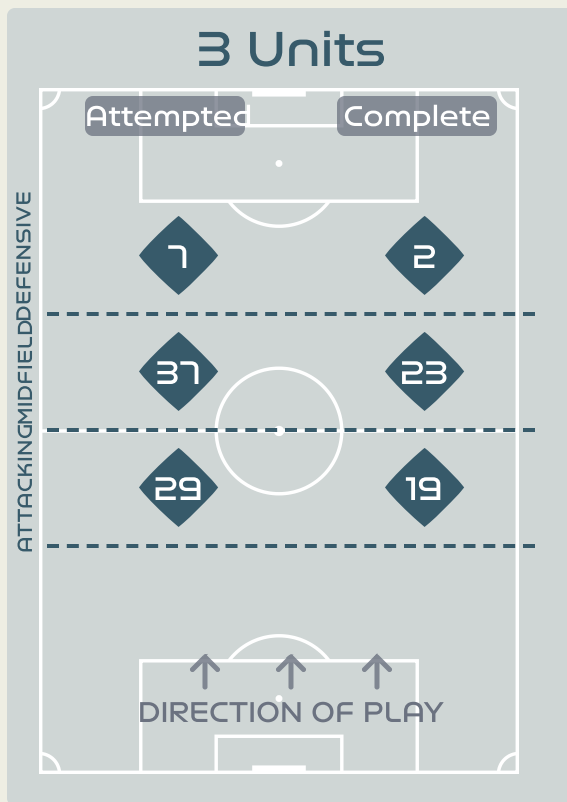 3 Units
Attempted
Complete
7
2
37
23
29
19
ATTACKINGMIDFIELDDEFENSIVE
DIRECTION OF PLAY